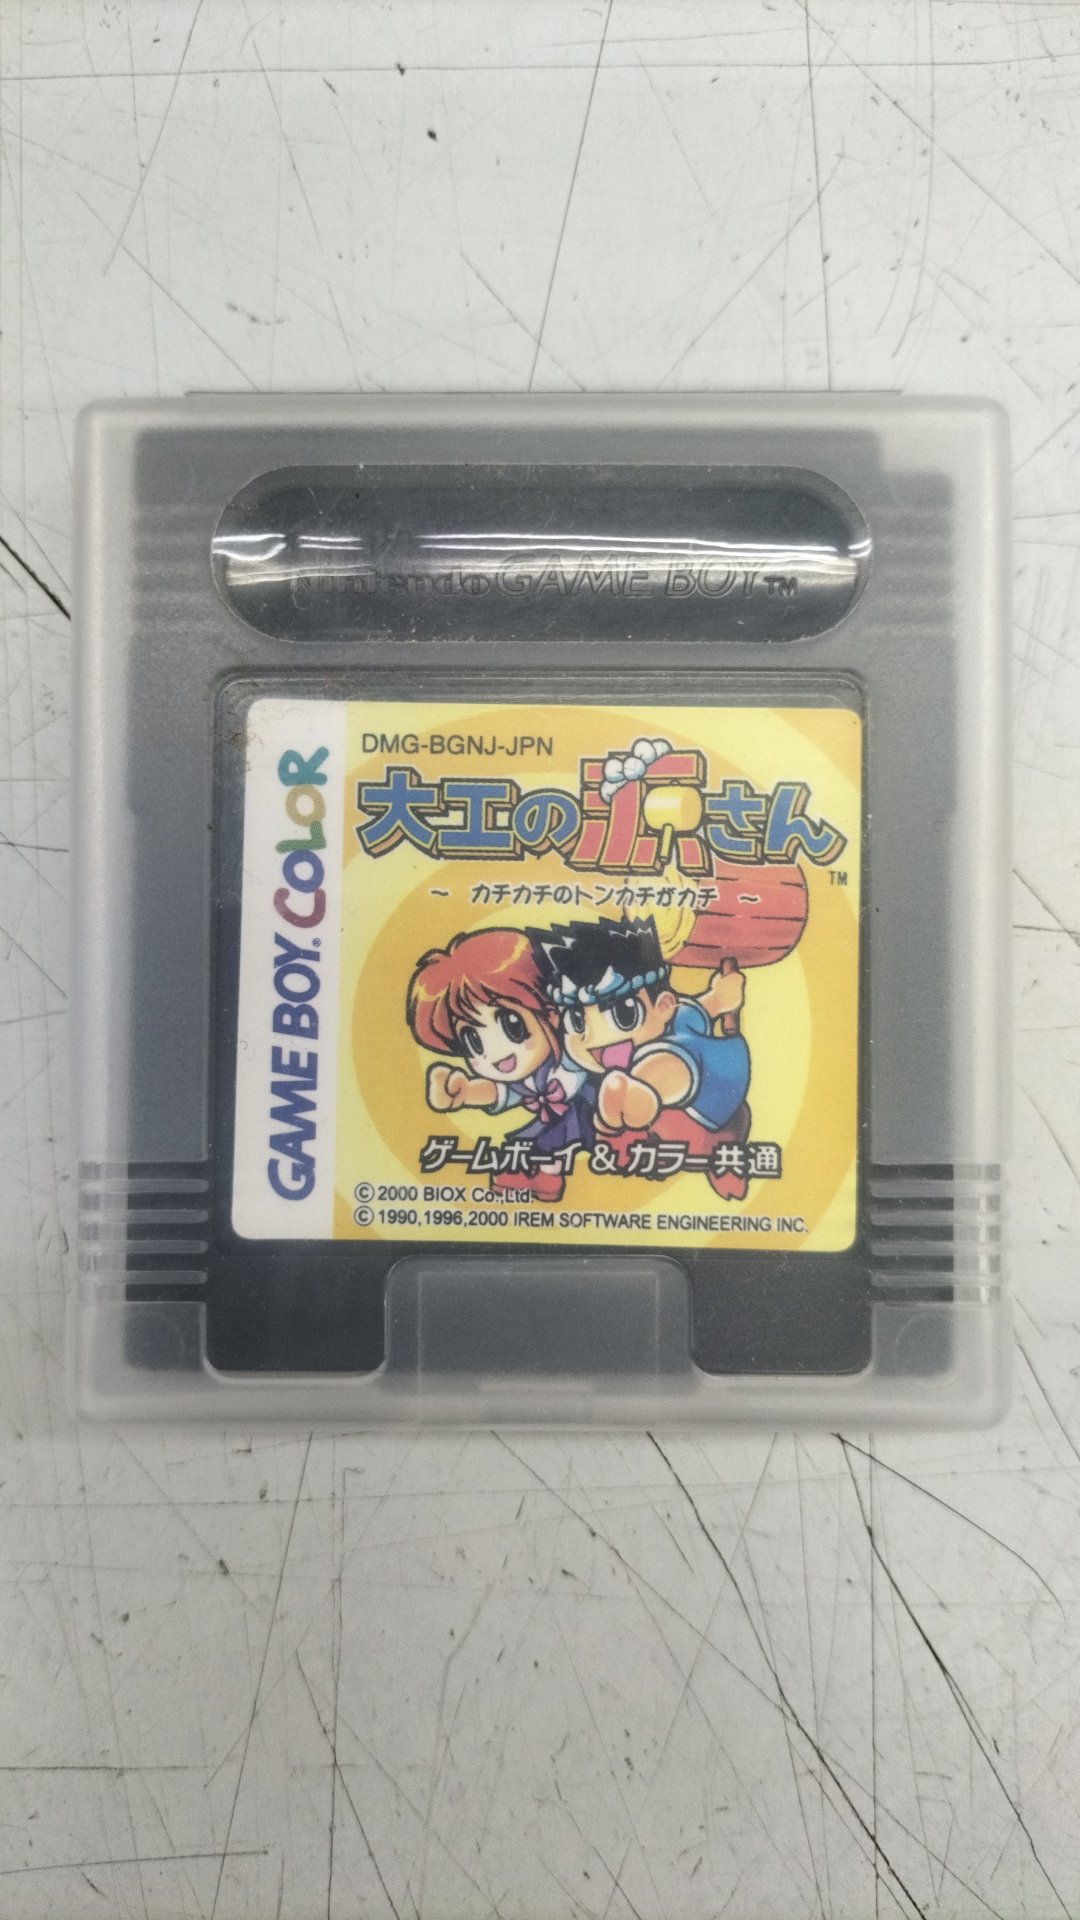 Nintendo GAME BOY TM
GAME BOY COLOR
DMG-BGNJ-JPN
大工の源さん TM
～ カチカチのトンカチがカチ ～
ゲームボーイ & カラー共通
© 2000 BIOX Co.,Ltd.
© 1990,1996,2000 IREM SOFTWARE ENGINEERING INC.